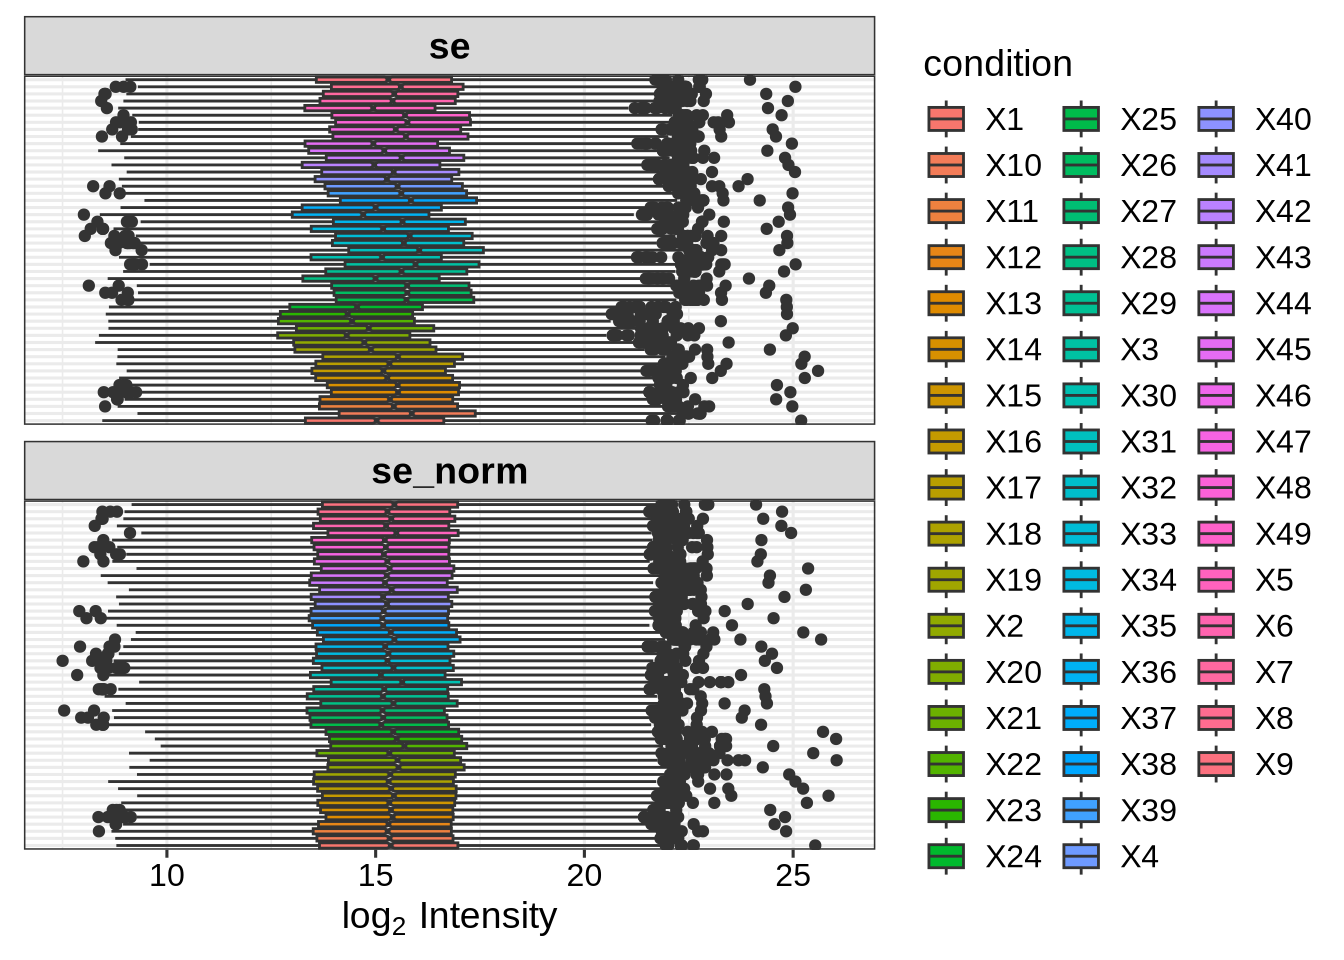 se
se_norm
10 15 20 25
log2 Intensity
condition
X1 X25 X40
X10 X26 X41
X11 X27 X42
X12 X28 X43
X13 X29 X44
X14 X3 X45
X15 X30 X46
X16 X31 X47
X17 X32 X48
X18 X33 X49
X19 X34 X5
X2 X35 X6
X20 X36 X7
X21 X37 X8
X22 X38 X9
X23 X39
X24 X4